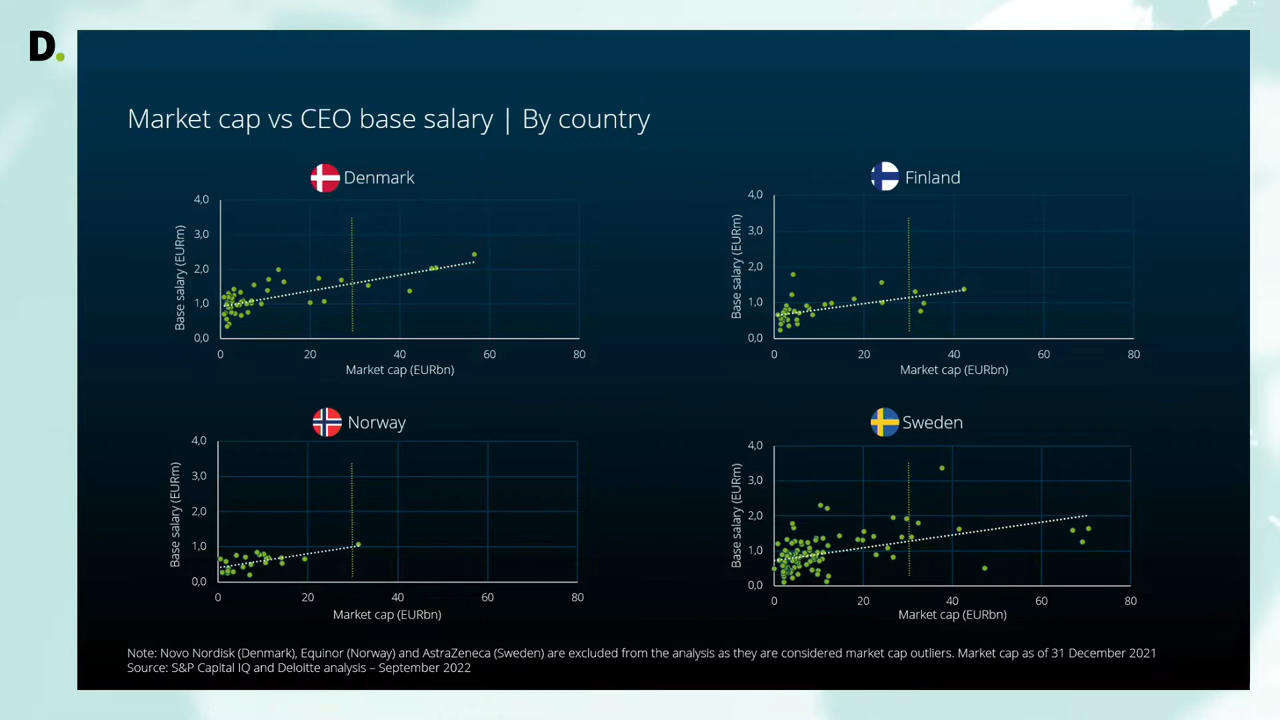 D.
Market cap vs CEO base salary | By country
Denmark
4,0
3,0
2,0
1,0
0,0
Base salary (EURm)
0 20 40 60 80
Market cap (EURbn)
Finland
4,0
3,0
2,0
1,0
0,0
Base salary (EURm)
0 20 40 60 80
Market cap (EURbn)
Norway
4,0
3,0
2,0
1,0
0,0
Base salary (EURm)
0 20 40 60 80
Market cap (EURbn)
Sweden
4,0
3,0
2,0
1,0
0,0
Base salary (EURm)
0 20 40 60 80
Market cap (EURbn)
Note: Novo Nordisk (Denmark), Equinor (Norway) and AstraZeneca (Sweden) are excluded from the analysis as they are considered market cap outliers. Market cap as of 31 December 2021
Source: S&P Capital IQ and Deloitte analysis – September 2022